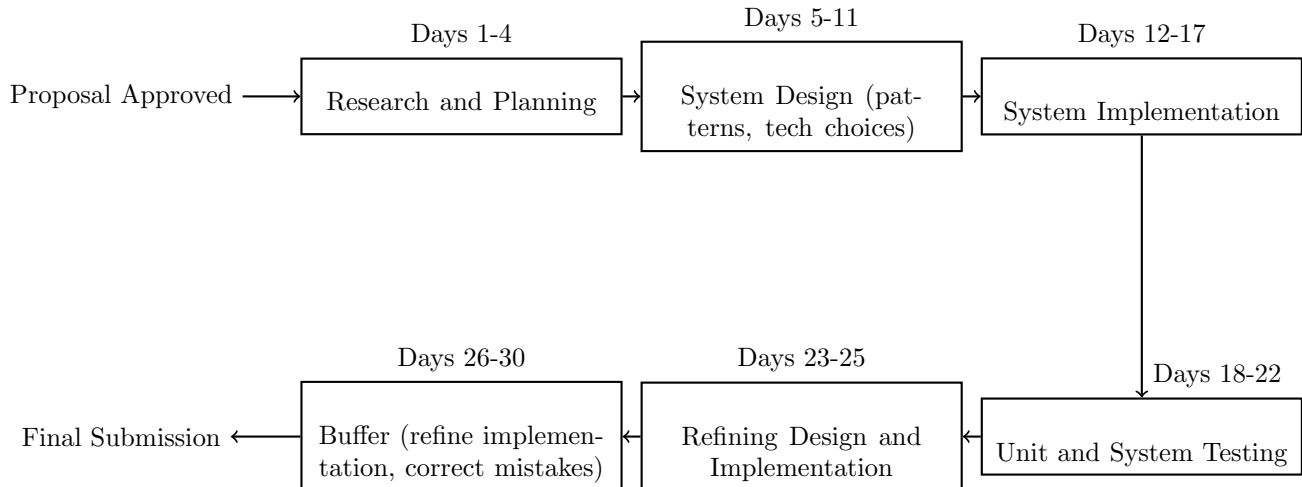 Days 1-4
Days 5-11
Days 12-17
Proposal Approved
Research and Planning
System Design (pat-
terns, tech choices)
System Implementation
Days 18-22
Unit and System Testing
Days 23-25
Refining Design and
Implementation
Days 26-30
Buffer (refine implemen-
tation, correct mistakes)
Final Submission